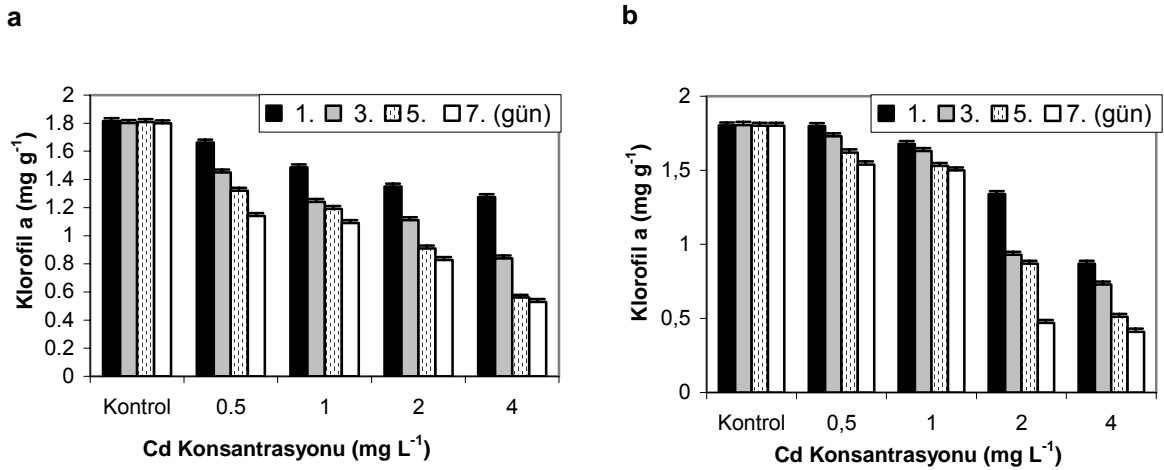 a
Klorofil a (mg g-1)
2
1.8
1.6
1.4
1.2
1
0.8
0.6
0.4
0.2
0
1. 3. 5. 7. (gün)
Kontrol 0.5 1 2 4
Cd Konsantrasyonu (mg L-1)
b
Klorofil a (mg g-1)
2
1,5
1
0,5
0
1. 3. 5. 7. (gün)
Kontrol 0,5 1 2 4
Cd Konsantrasyonu (mg L-1)